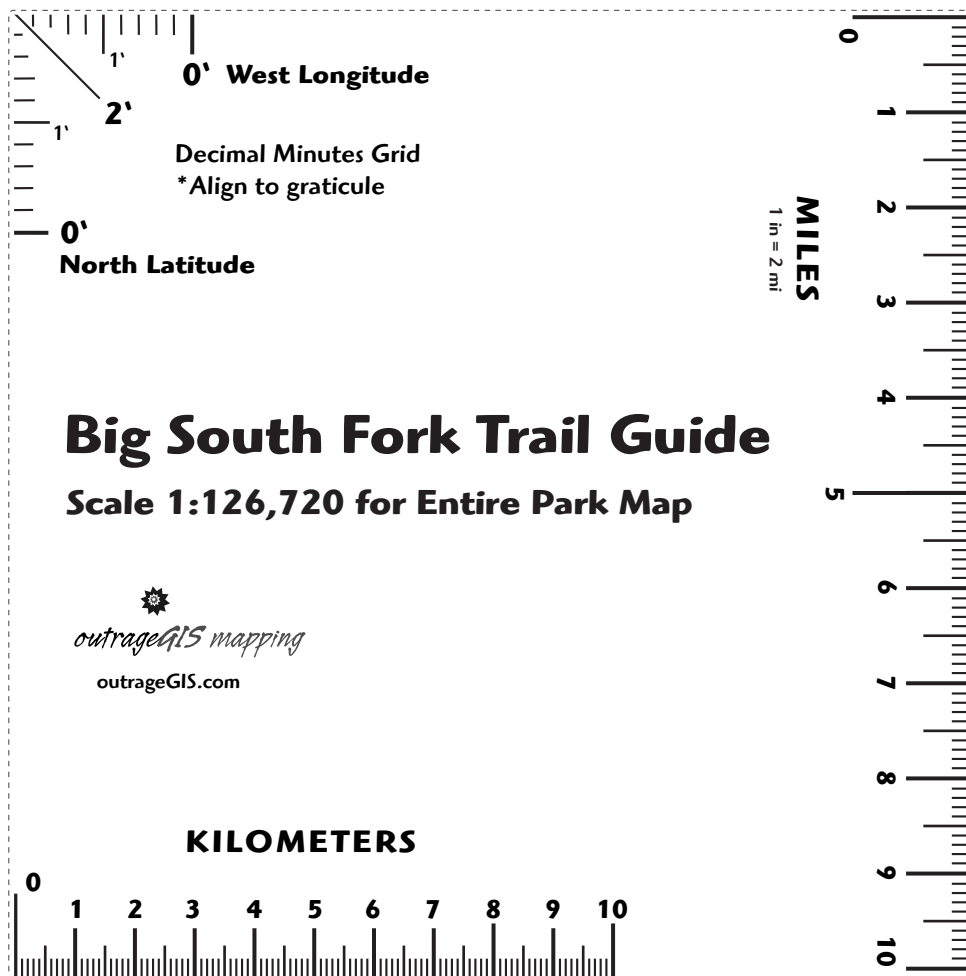 1‛
0‛ West Longitude
2‛
1‛
Decimal Minutes Grid
*Align to graticule
0‛
North Latitude
0
1
2
3
4
5
6
7
8
9
10
MILES
1 in = 2 mi
Big South Fork Trail Guide
Scale 1:126,720 for Entire Park Map
outrageGIS mapping
outrageGIS.com
KILOMETERS
0
1 2 3 4 5 6 7 8 9 10